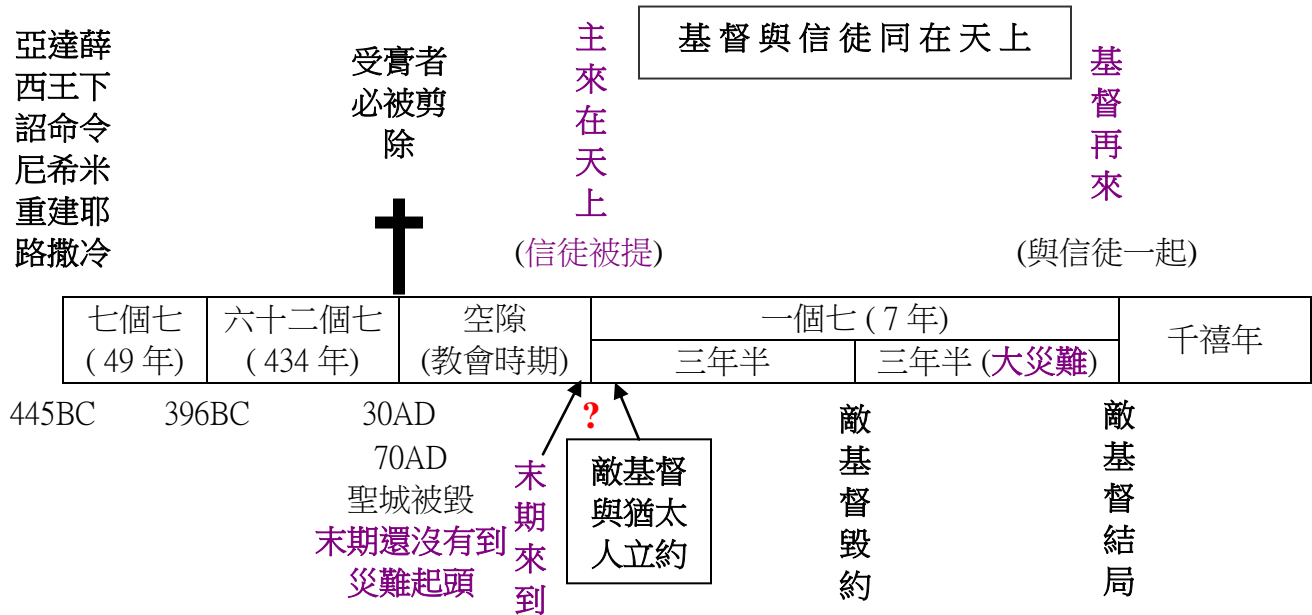 亞達薛
西王下
詔命令
尼希米
重建耶
路撒冷
受膏者
必被剪
除
主來在天上
(信徒被提)
基督與信徒同在天上
基督再來
(與信徒一起)
七個七
( 49 年)
六十二個七
( 434 年)
空隙
(教會時期)
一個七 ( 7 年)
三年半
三年半 (大災難)
千禧年
445BC
396BC
30AD
70AD
聖城被毀
末期還沒有到
災難起頭
末期來到
?
敵基督
與猶太
人立約
敵基督毀約
敵基督結局